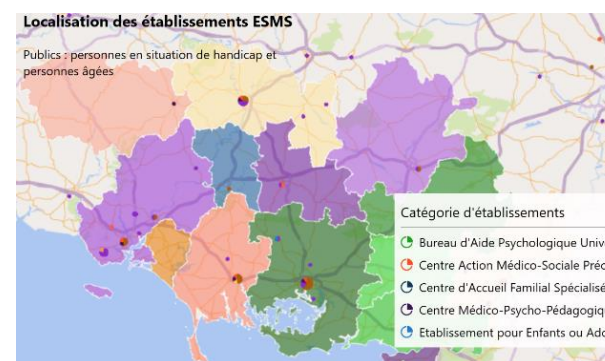 Localisation des établissements ESMS
Publics : personnes en situation de handicap et
personnes âgées
Catégorie d'établissements
Bureau d'Aide Psychologique Univ
Centre Action Médico-Sociale Préc
Centre d'Accueil Familial Spécialisé
Centre Médico-Psycho-Pédagogiqu
Etablissement pour Enfants ou Ado